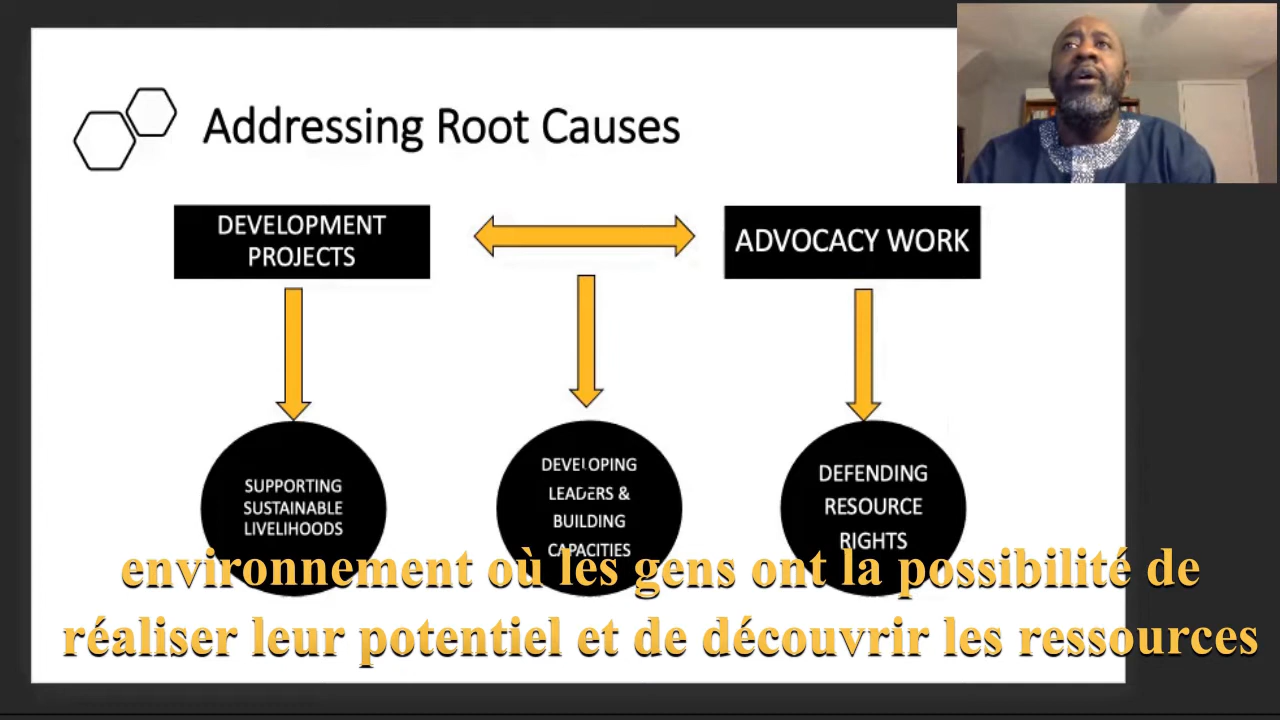 Addressing Root Causes
DEVELOPMENT
PROJECTS
ADVOCACY WORK
SUPPORTING
SUSTAINABLE
LIVELIHOODS
DEVELOPING
LEADERS &
BUILDING
CAPACITIES
DEFENDING
RESOURCE
RIGHTS
environnement où les gens ont la possibilité de
réaliser leur potentiel et de découvrir les ressources